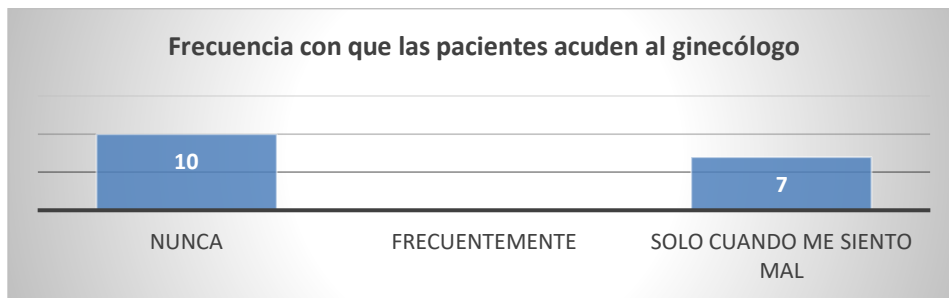 Frecuencia con que las pacientes acuden al ginecólogo
10
7
NUNCA
FRECUENTEMENTE
SOLO CUANDO ME SIENTO
MAL